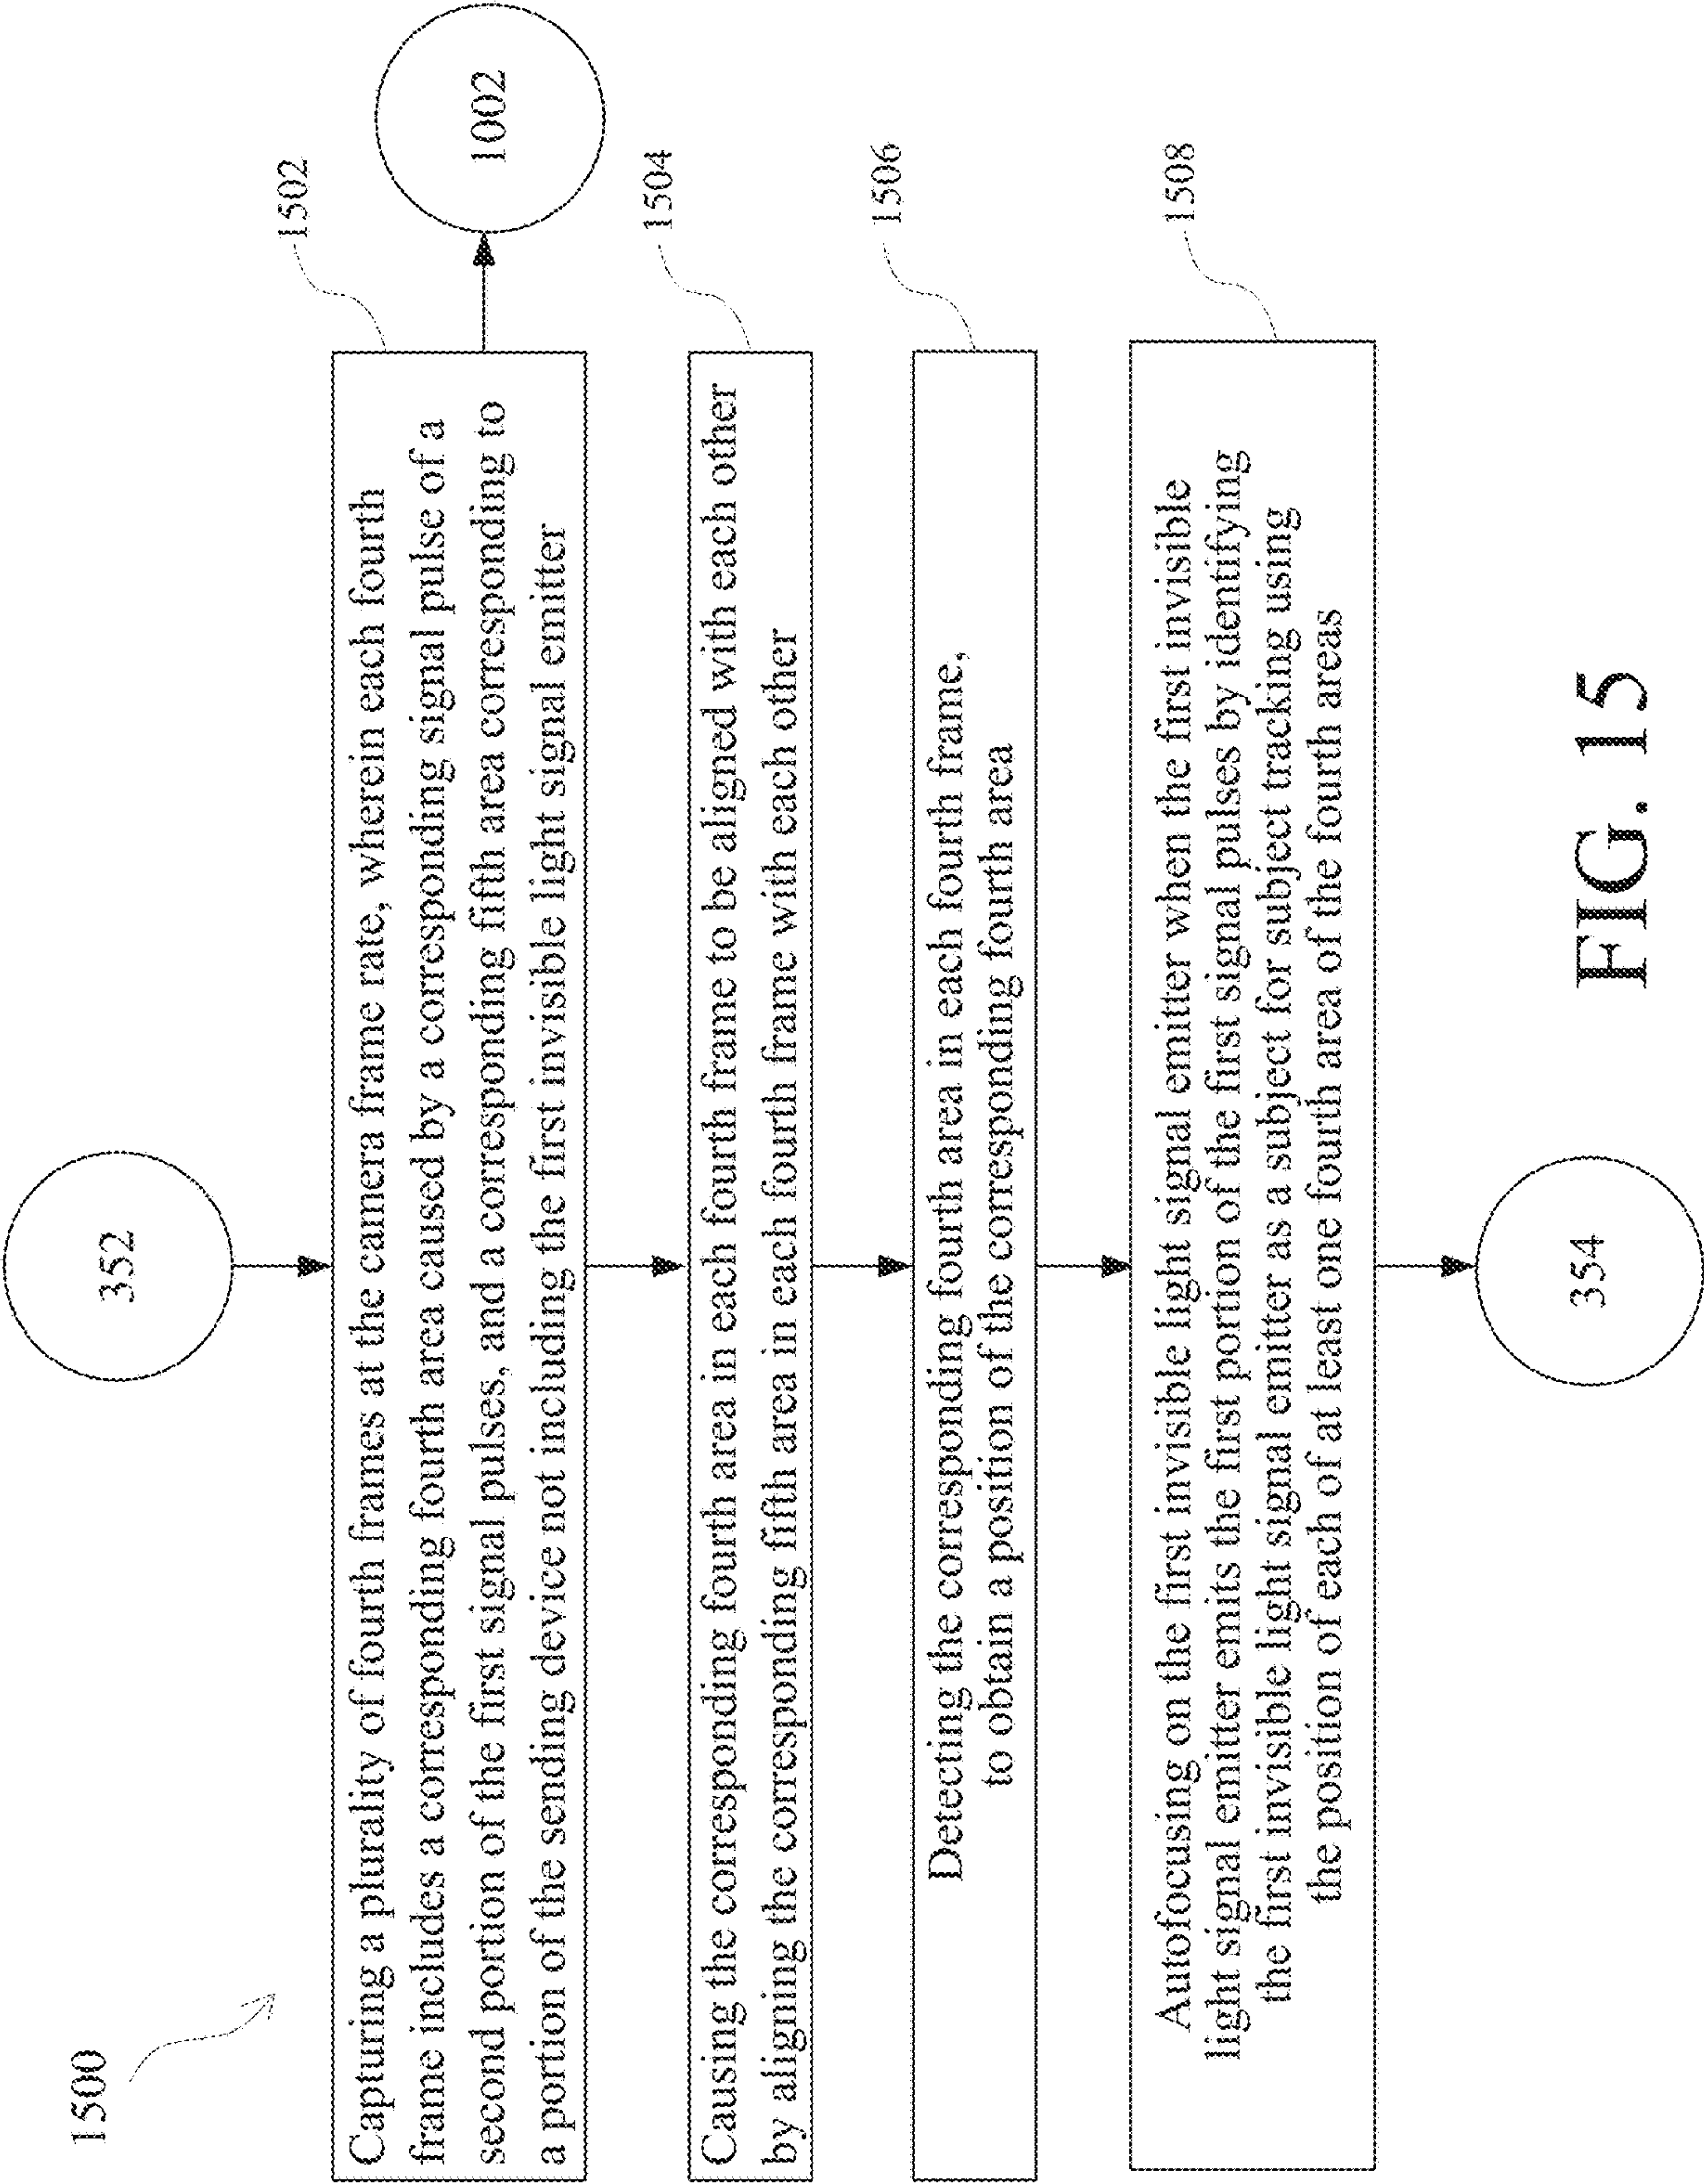 1500
352
1502
Capturing a plurality of fourth frames at the camera frame rate, wherein each fourth
frame includes a corresponding fourth area caused by a corresponding signal pulse of a
second portion of the first signal pulses, and a corresponding fifth area corresponding to
a portion of the sending device not including the first invisible light signal emitter
1002
1504
Causing the corresponding fourth area in each fourth frame to be aligned with each other
by aligning the corresponding fifth area in each fourth frame with each other
1506
Detecting the corresponding fourth area in each fourth frame,
to obtain a position of the corresponding fourth area
1508
Autofocusing on the first invisible light signal emitter when the first invisible
light signal emitter emits the first portion of the first signal pulses by identifying
the first invisible light signal emitter as a subject for subject tracking using
the position of each of at least one fourth area of the fourth areas
354
FIG. 15